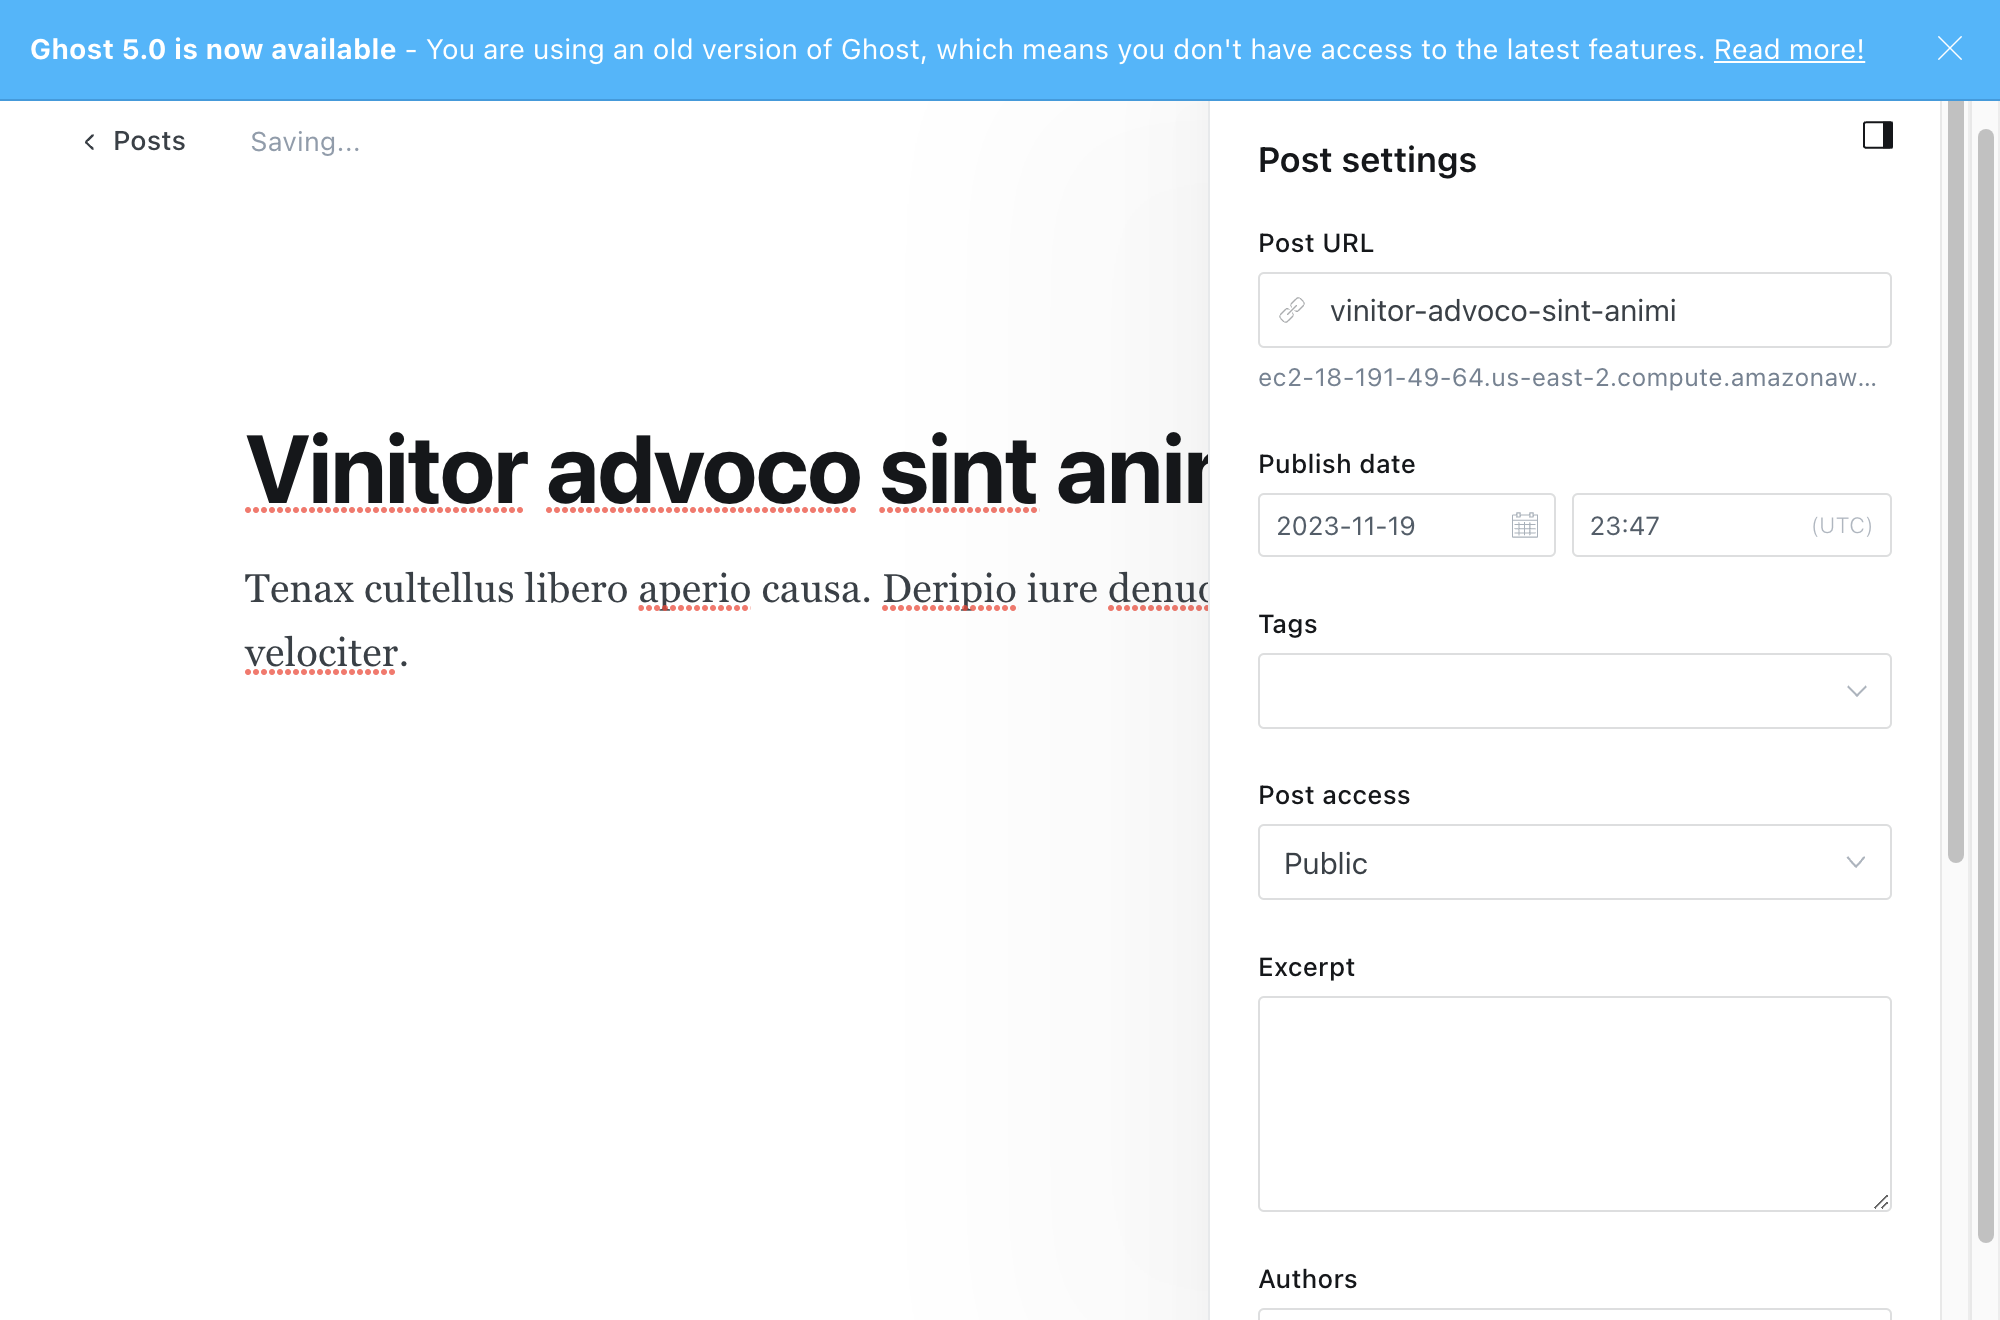 Ghost 5.0 is now available - You are using an old version of Ghost, which means you don't have access to the latest features. Read more!
Posts
Saving...
Vinitor advoco sint
Tenax cultellus libero aperio causa. Deripio iure
velociter.
Post settings
Post URL
vinitor-advoco-sint-animi
ec2-18-191-49-64.us-east-2.compute.amazonaw...
Publish date
2023-11-19
23:47 (UTC)
Tags
Post access
Public
Excerpt
Authors